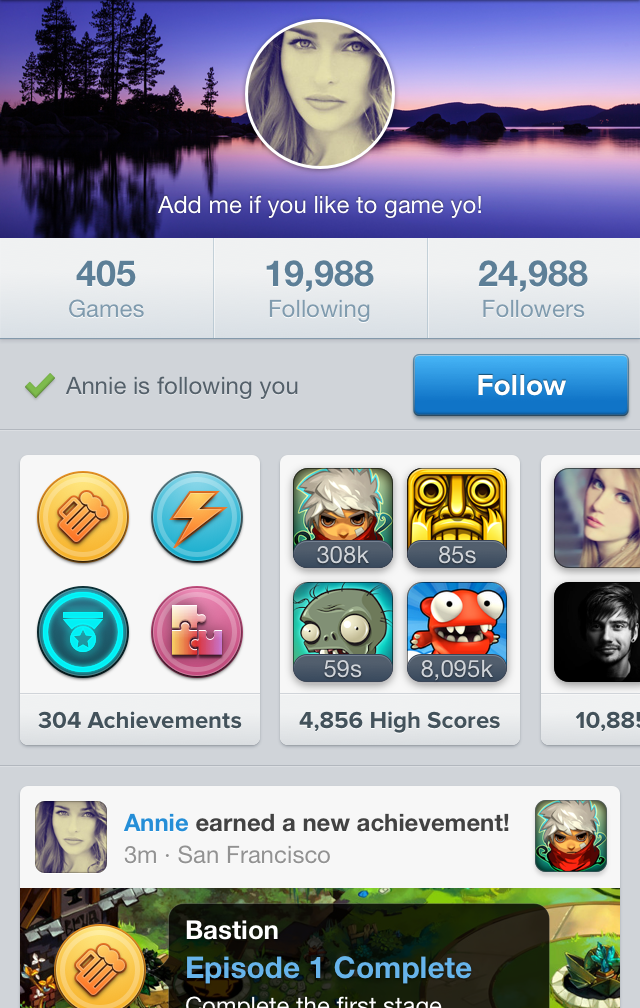 Add me if you like to game yo!
405
Games
19,988
Following
24,988
Followers
Annie is following you
Follow
308k
85s
59s
8,095k
304 Achievements
4,856 High Scores
10,885
Annie earned a new achievement!
3m · San Francisco
Bastion
Episode 1 Complete
Complete the first stage